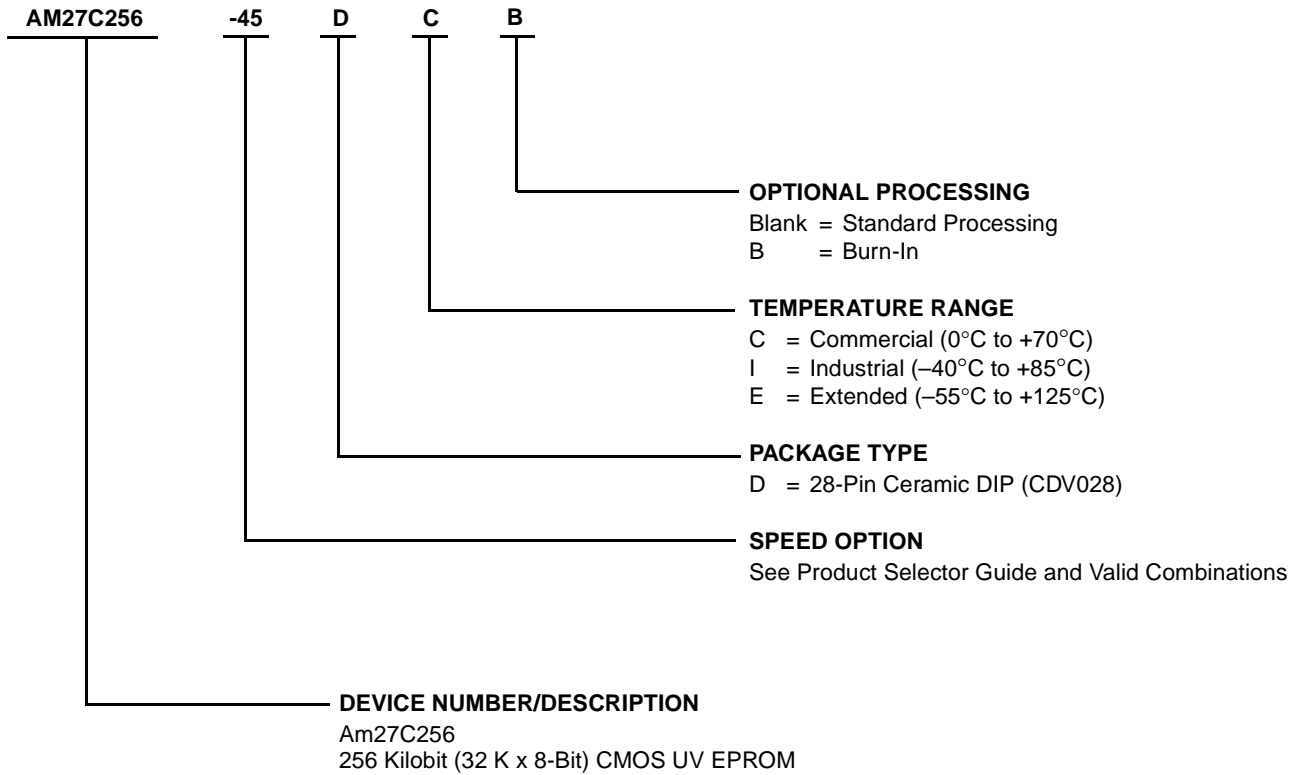 AM27C256 -45 D C B
OPTIONAL PROCESSING
Blank = Standard Processing
B = Burn-In
TEMPERATURE RANGE
C = Commercial (0°C to +70°C)
I = Industrial (–40°C to +85°C)
E = Extended (–55°C to +125°C)
PACKAGE TYPE
D = 28-Pin Ceramic DIP (CDV028)
SPEED OPTION
See Product Selector Guide and Valid Combinations
DEVICE NUMBER/DESCRIPTION
Am27C256
256 Kilobit (32 K x 8-Bit) CMOS UV EPROM